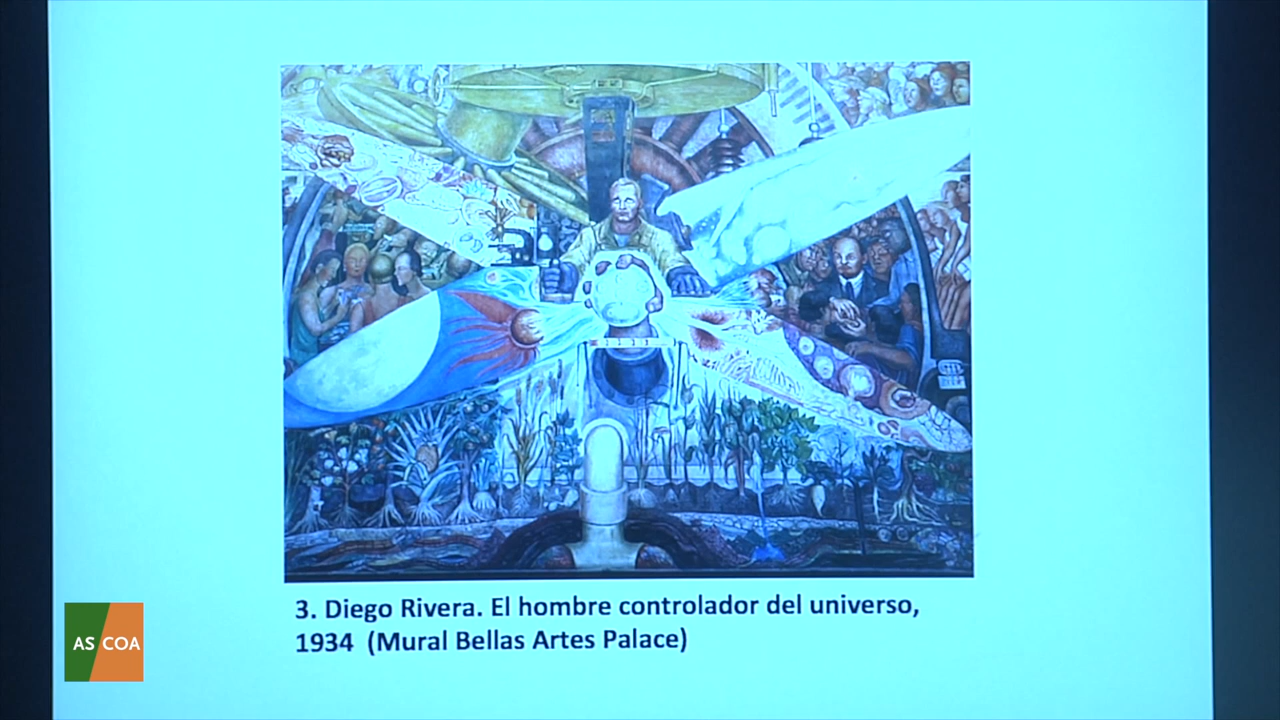 3. Diego Rivera. El hombre controlador del universo,
1934 (Mural Bellas Artes Palace)
AS COA